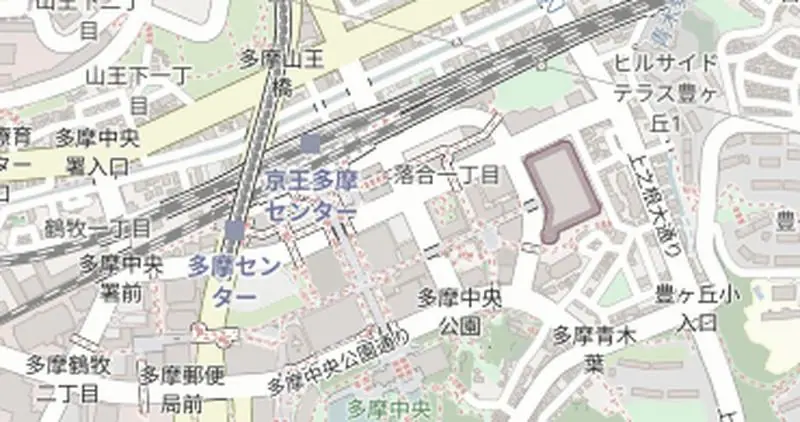 山王下二丁
目
多摩山王
橋
山王下一丁
目
ヒルサイド
テラス豊ヶ
丘1
療育
ター
口
多摩中央
署入口
京王多摩
センター
落合一丁目
上之根大通り
鶴牧一丁目
多摩中央
署前
多摩セン
ター
豊
多摩中央
公園
豊ヶ丘小
入口
多摩青木
葉
多摩中央公園通り
多摩鶴牧
二丁目
多摩郵便
局前
多摩中央
上